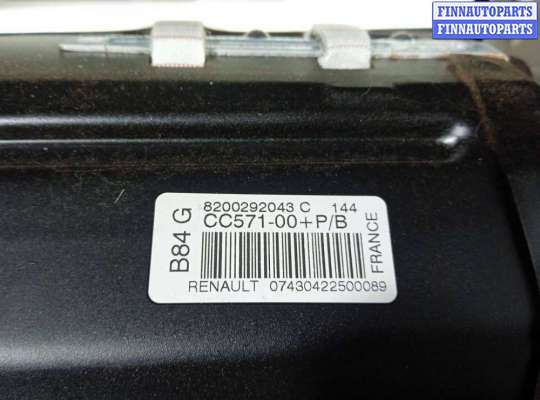 FINNAUTOPARTS
FINNAUTOPARTS
B84 G
8200292043 C 144
CC571-00+P/B
FRANCE
RENAULT 07430422500089